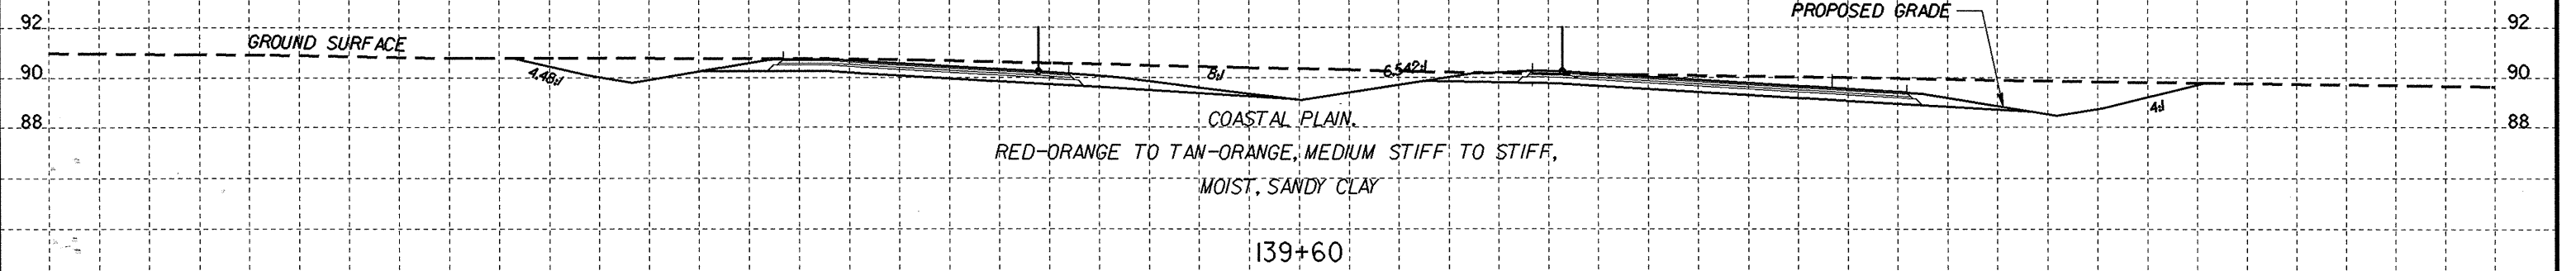 PROPOSED GRADE
92
92
GROUND SURFACE
90
4.48:1
8:1
6.542:1
90
88
COASTAL PLAIN.
4:1
88
RED-ORANGE TO TAN-ORANGE, MEDIUM STIFF TO STIFF,
MOIST, SANDY CLAY
139+60